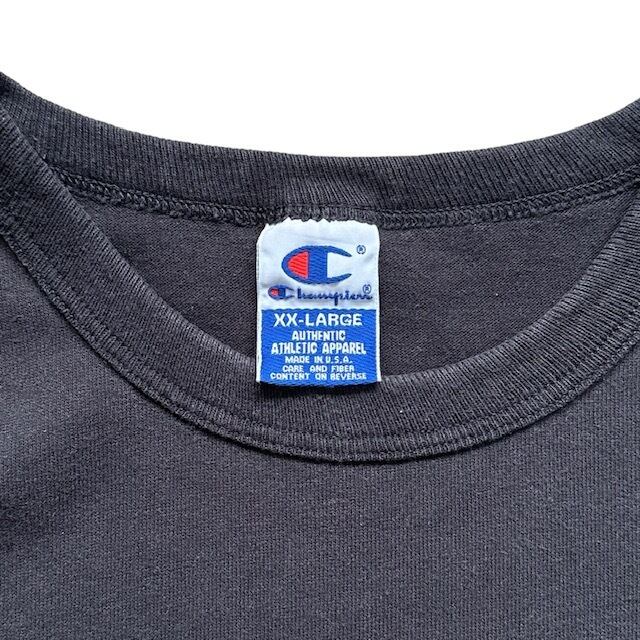 C®
Champion®
XX-LARGE
AUTHENTIC
ATHLETIC APPAREL
MADE IN U.S.A.
CARE AND FIBER
CONTENT ON REVERSE